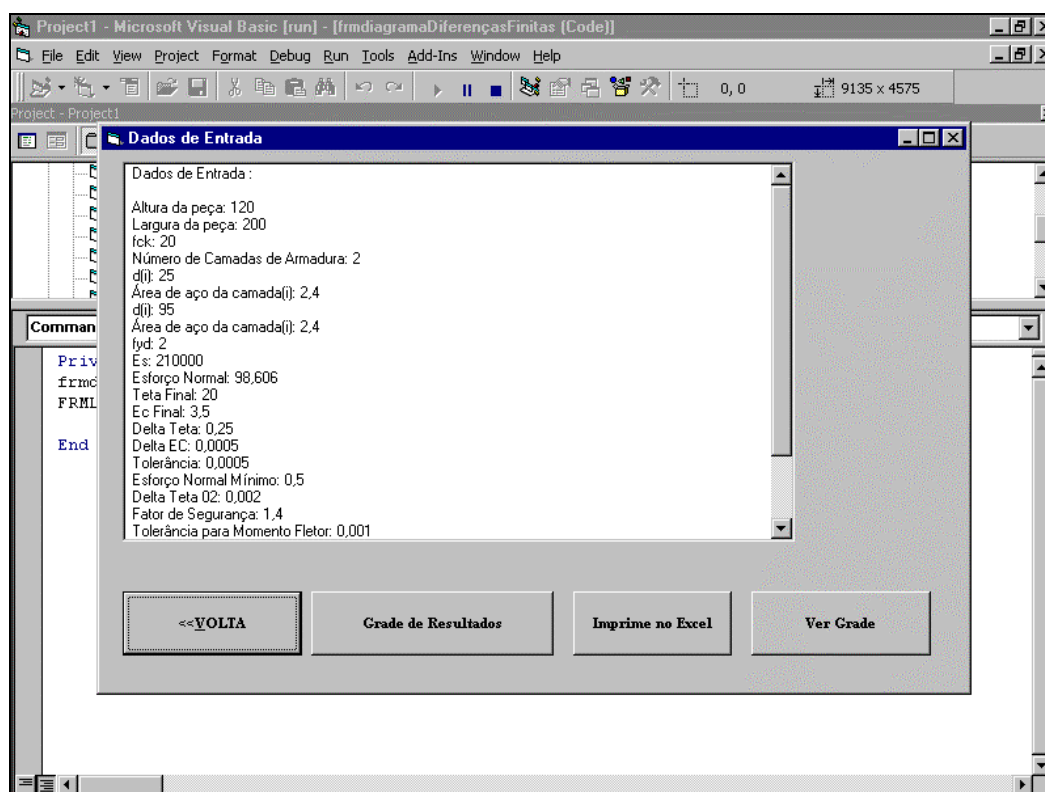 Project1 - Microsoft Visual Basic [run] - [frmdiagramaDiferençasFinitas (Code)]
File Edit View Project Format Debug Run Tools Add-Ins Window Help
0, 0 9135 x 4575
Project - Project1
Dados de Entrada
Dados de Entrada :
Altura da peça: 120
Largura da peça: 200
fck: 20
Número de Camadas de Armadura: 2
d(i): 25
Área de aço da camada(i): 2,4
d(i): 95
Área de aço da camada(i): 2,4
fyd: 2
Es: 210000
Esforço Normal: 98,606
Teta Final: 20
Ec Final: 3,5
Delta Teta: 0,25
Delta EC: 0,0005
Tolerância: 0,0005
Esforço Normal Mínimo: 0,5
Delta Teta 02: 0,002
Fator de Segurança: 1,4
Tolerância para Momento Fletor: 0,001
Comman
Priv
frmd
FRML
End
<<VOLTA Grade de Resultados Imprime no Excel Ver Grade